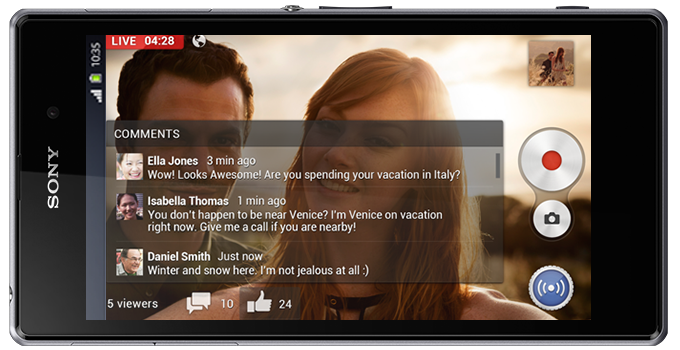 SONY
10:35
LIVE 04:28
COMMENTS
Ella Jones 3 min ago
Wow! Looks Awesome! Are you spending your vacation in Italy?
Isabella Thomas 1 min ago
You don't happen to be near Venice? I'm Venice on vacation
right now. Give me a call if you are nearby!
Daniel Smith Just now
Winter and snow here. I'm not jealous at all :)
5 viewers 10 24